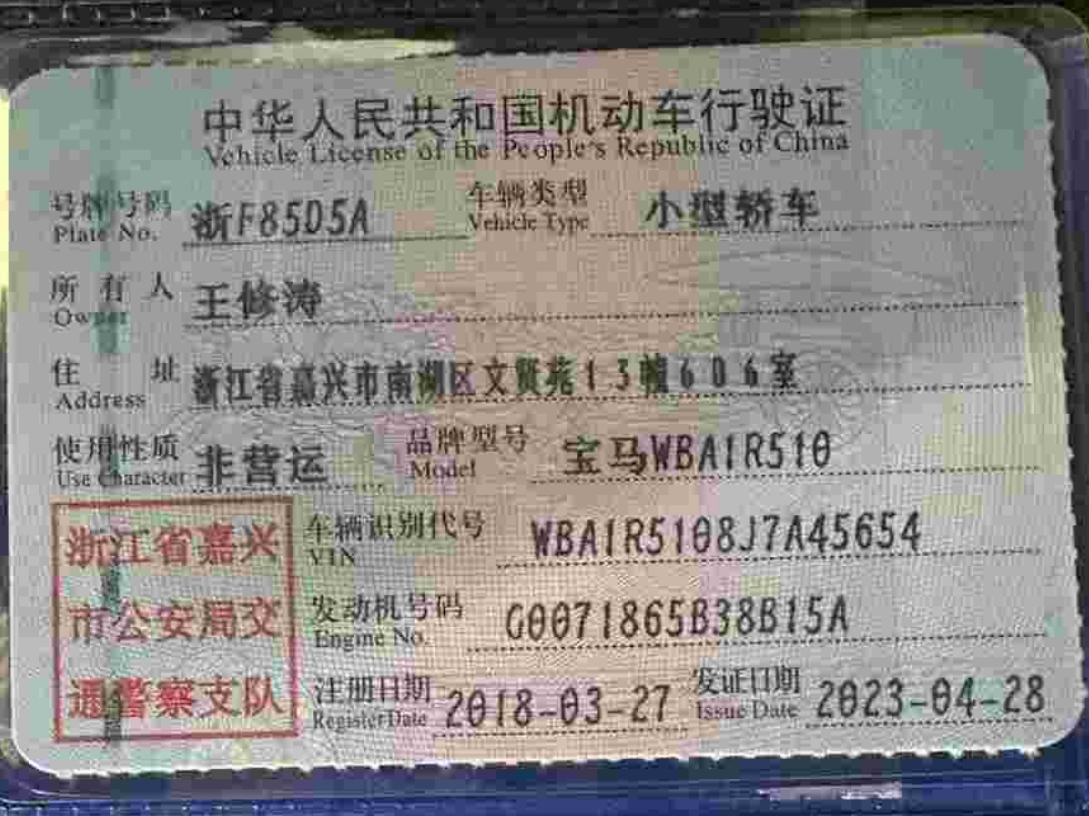 中华人民共和国机动车行驶证
Vehicle License of the People's Republic of China
号牌号码 浙F85D5A 车辆类型 小型轿车
Plate No. Vehicle Type
所有人 王修涛
Owner
住址 浙江省嘉兴市南湖区文贤苑13幢606室
Address
使用性质 非营运 品牌型号 宝马WBA1R510
Use Character Model
浙江省嘉兴 车辆识别代号 WBA1R5108J7A45654
VIN
市公安局交 发动机号码 G0071865B38B15A
Engine No.
通警察支队 注册日期 2018-03-27 发证日期 2023-04-28
Register Date Issue Date